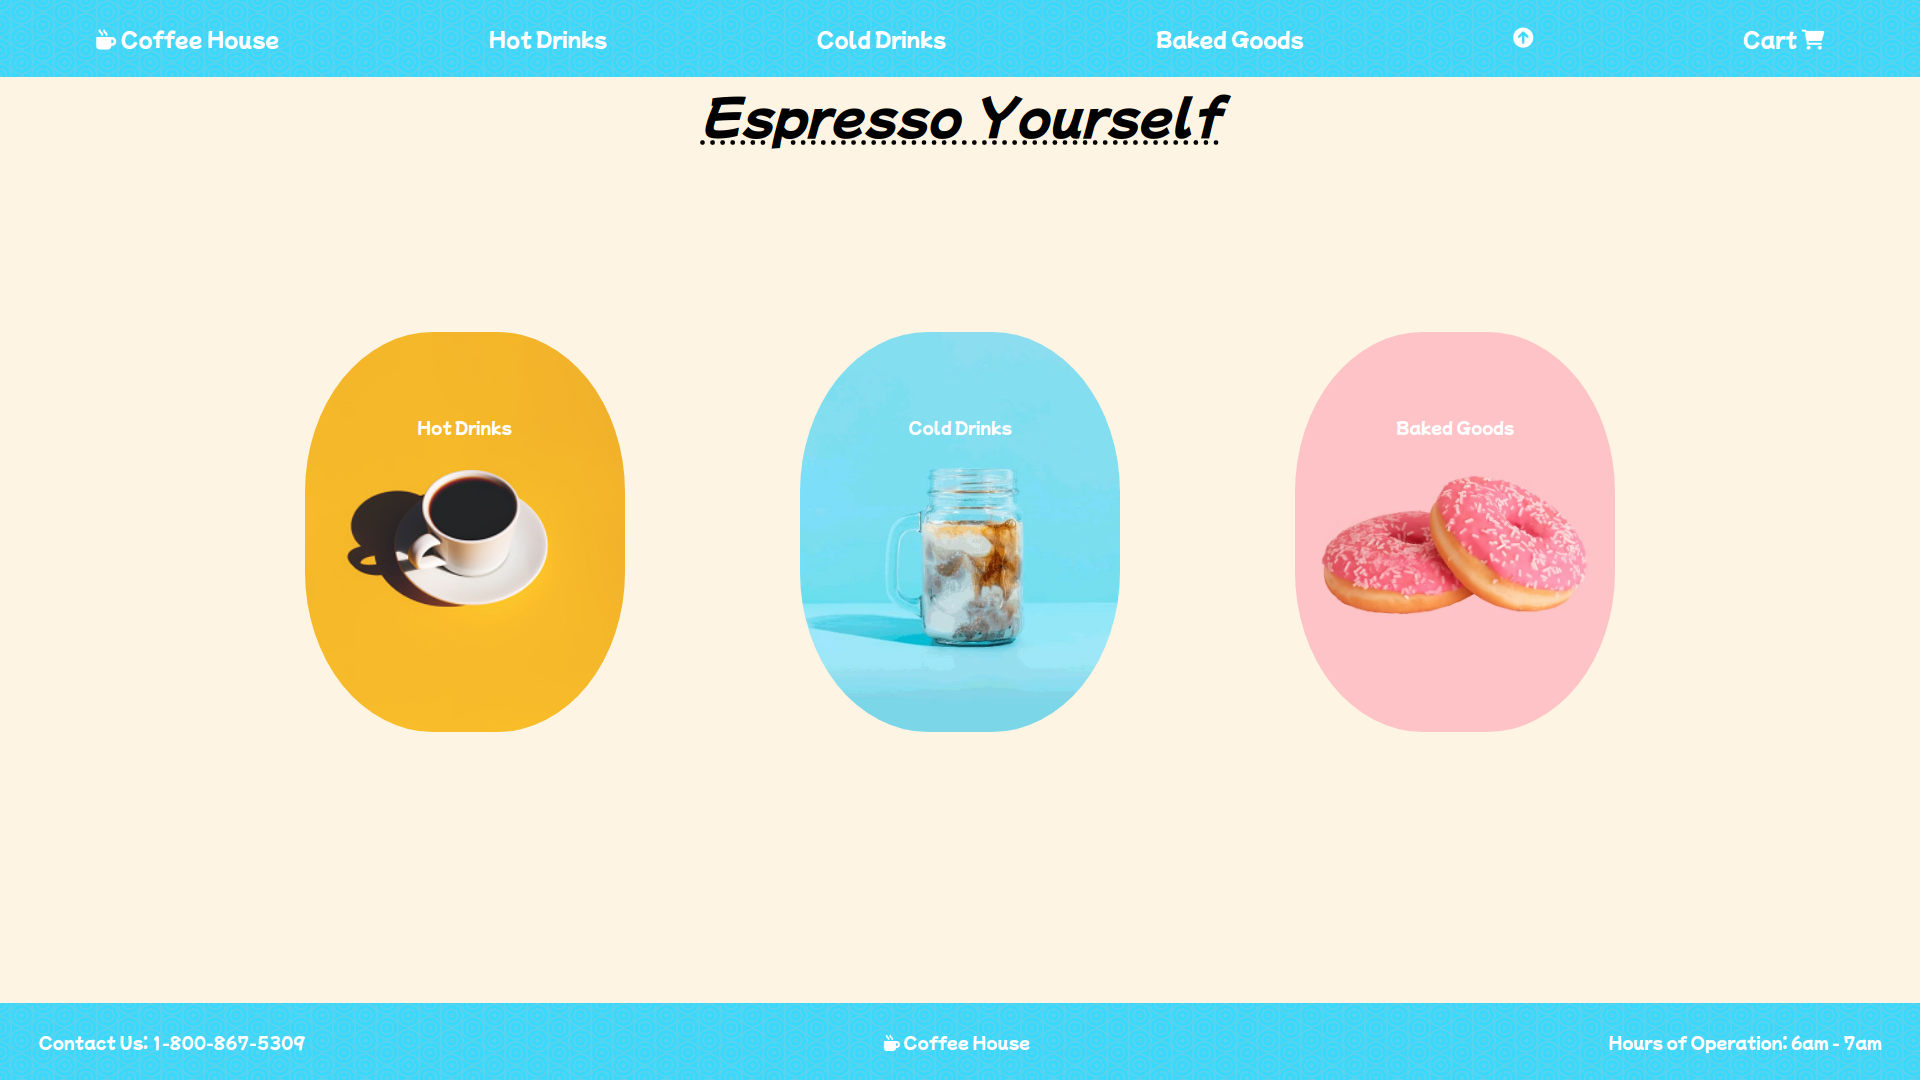 Coffee House
Hot Drinks
Cold Drinks
Baked Goods
Cart
Espresso Yourself
Hot Drinks
Cold Drinks
Baked Goods
Contact Us: 1-800-867-5309
Coffee House
Hours of Operation: 6am - 7am